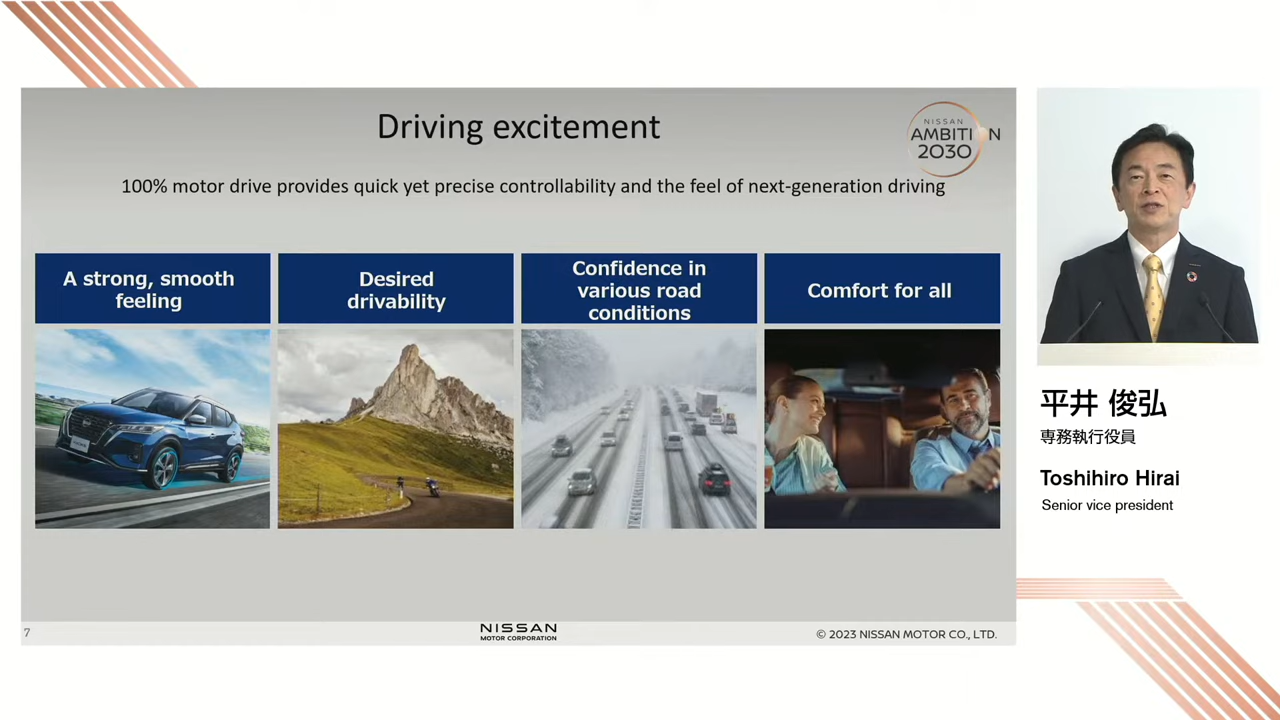 Driving excitement
NISSAN
AMBITION
2030
100% motor drive provides quick yet precise controllability and the feel of next-generation driving
A strong, smooth
feeling
Desired
drivability
Confidence in
various road
conditions
Comfort for all
平井 俊弘
専務執行役員
Toshihiro Hirai
Senior vice president
7
NISSAN
MOTOR CORPORATION
© 2023 NISSAN MOTOR CO., LTD.